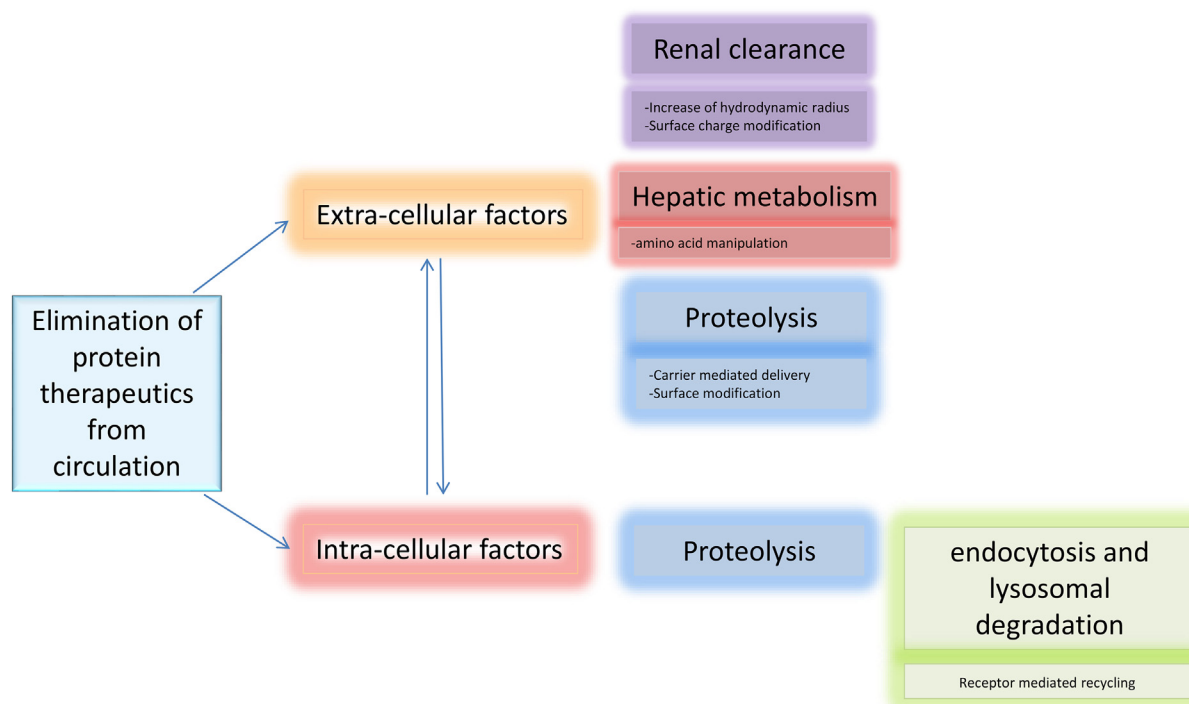 Renal clearance
-Increase of hydrodynamic radius
-Surface charge modification
Extra-cellular factors
Hepatic metabolism
-amino acid manipulation
Elimination of
protein
therapeutics
from
circulation
Proteolysis
-Carrier mediated delivery
-Surface modification
Intra-cellular factors
Proteolysis
endocytosis and
lysosomal
degradation
Receptor mediated recycling